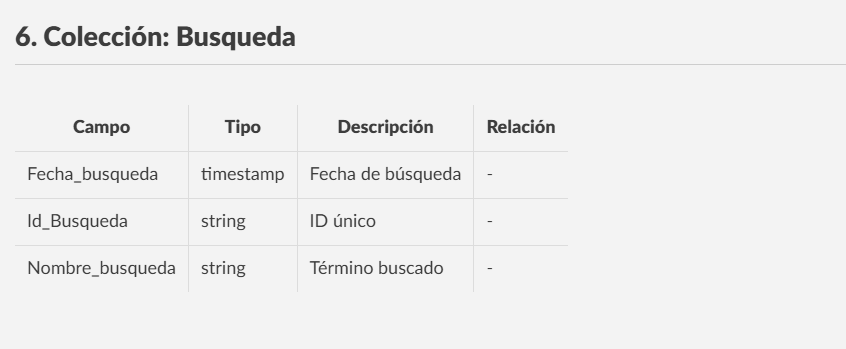 6. Colección: Busqueda
Campo Tipo Descripción Relación
Fecha_busqueda timestamp Fecha de búsqueda -
Id_Busqueda string ID único -
Nombre_busqueda string Término buscado -